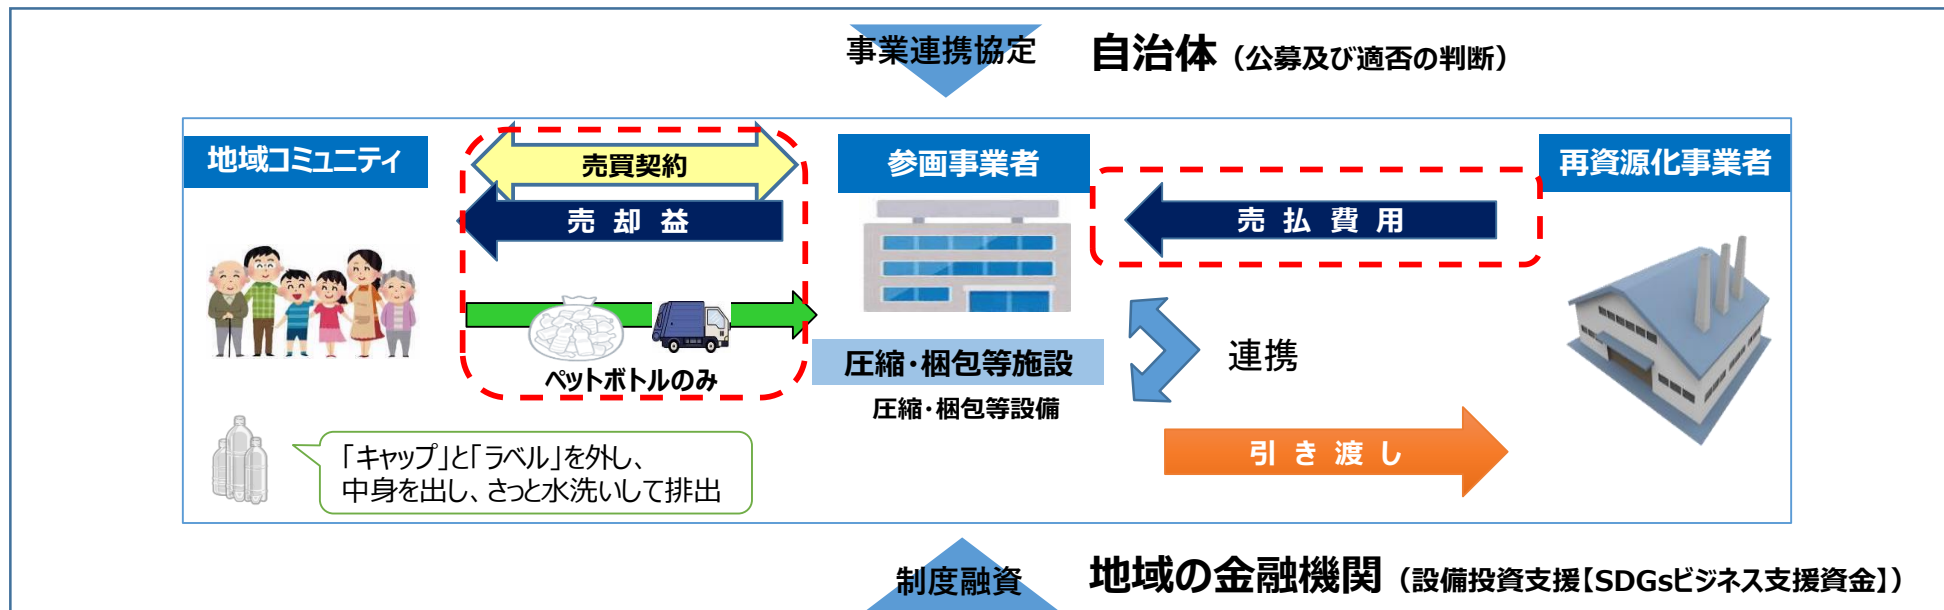 事業連携協定
自治体（公募及び適否の判断）
地域コミュニティ
売買契約
参画事業者
再資源化事業者
売却益
売払費用
ペットボトルのみ
圧縮・梱包等施設
連携
圧縮・梱包等設備
「キャップ」と「ラベル」を外し、
中身を出し、さっと水洗いして排出
引き渡し
制度融資
地域の金融機関（設備投資支援【SDGsビジネス支援資金】）